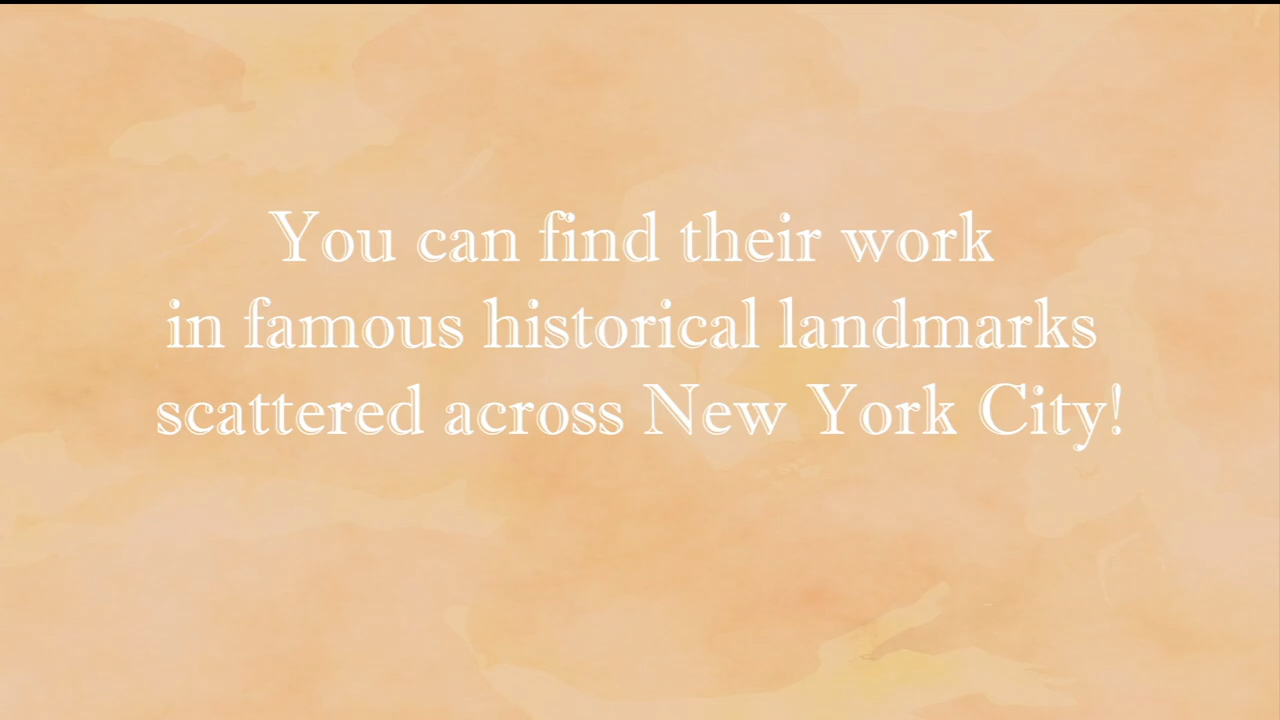 You can find their work
in famous historical landmarks
scattered across New York City!